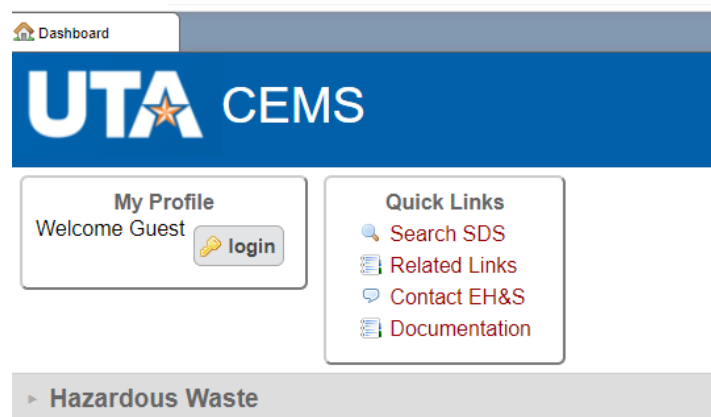 Dashboard
UTA CEMS
My Profile
Welcome Guest
login
Quick Links
Search SDS
Related Links
Contact EH&S
Documentation
Hazardous Waste